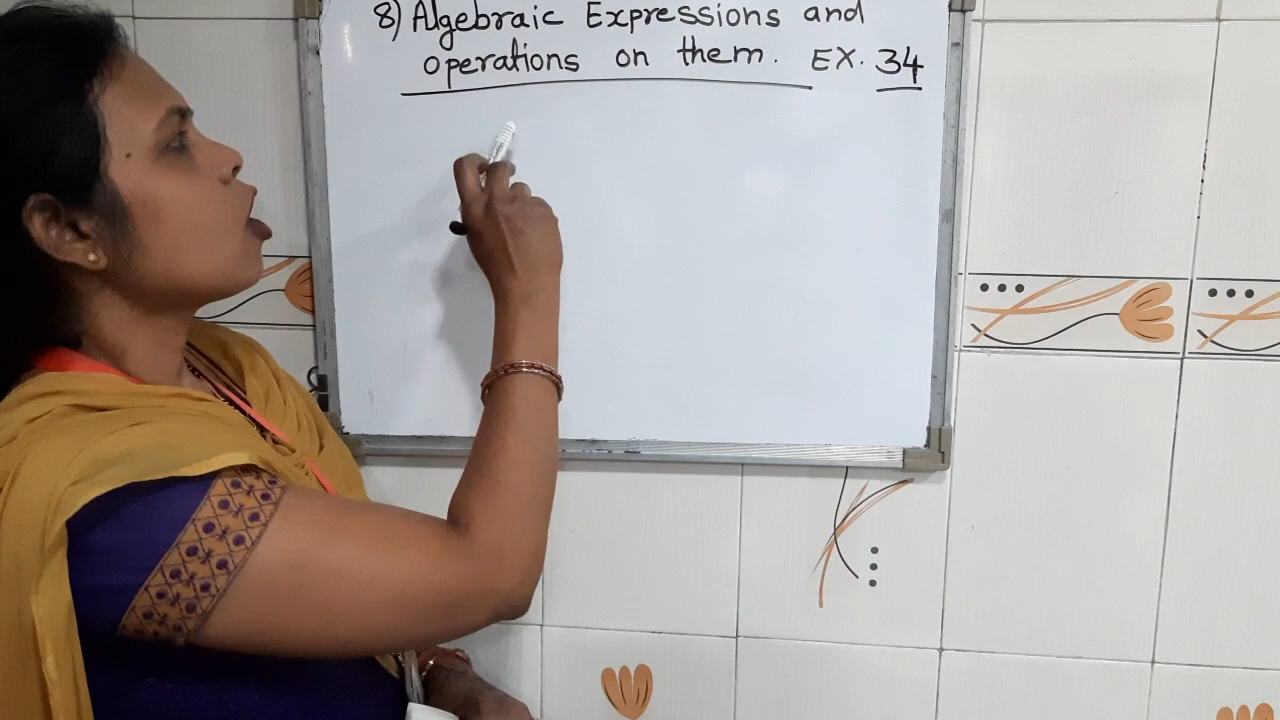 8) Algebraic Expressions and
operations on them. EX. 34